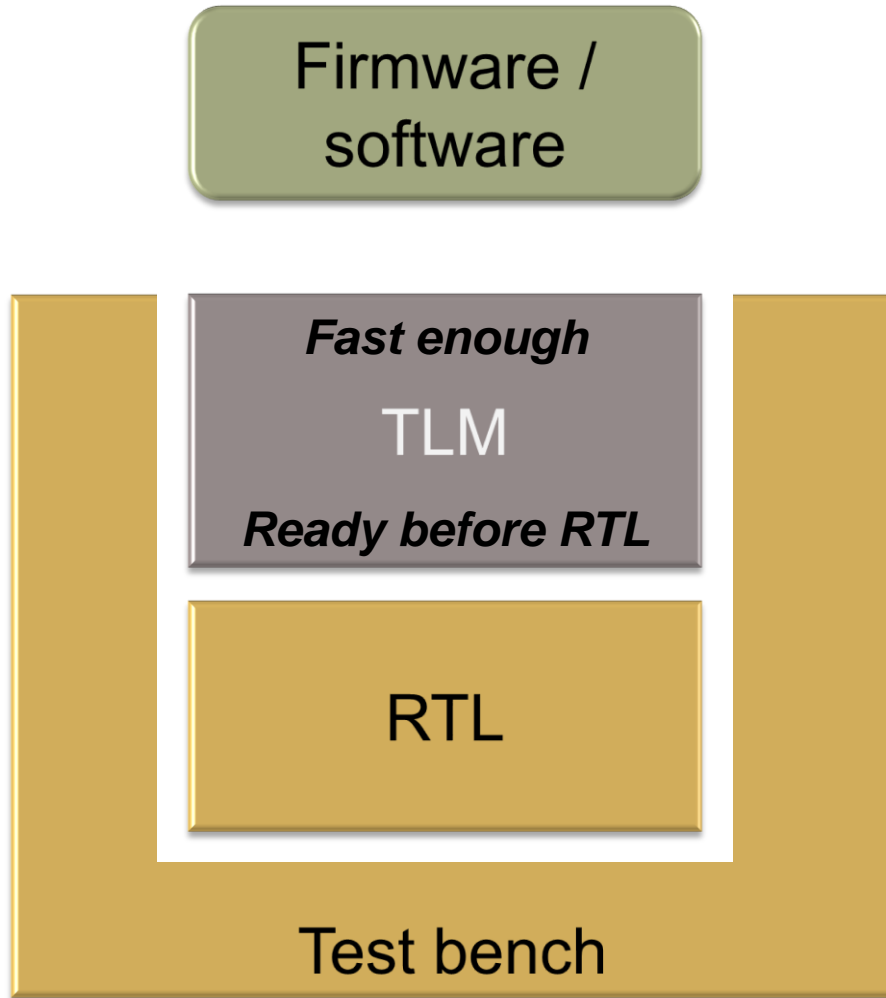 Firmware /
software
Fast enough
TLM
Ready before RTL
RTL
Test bench